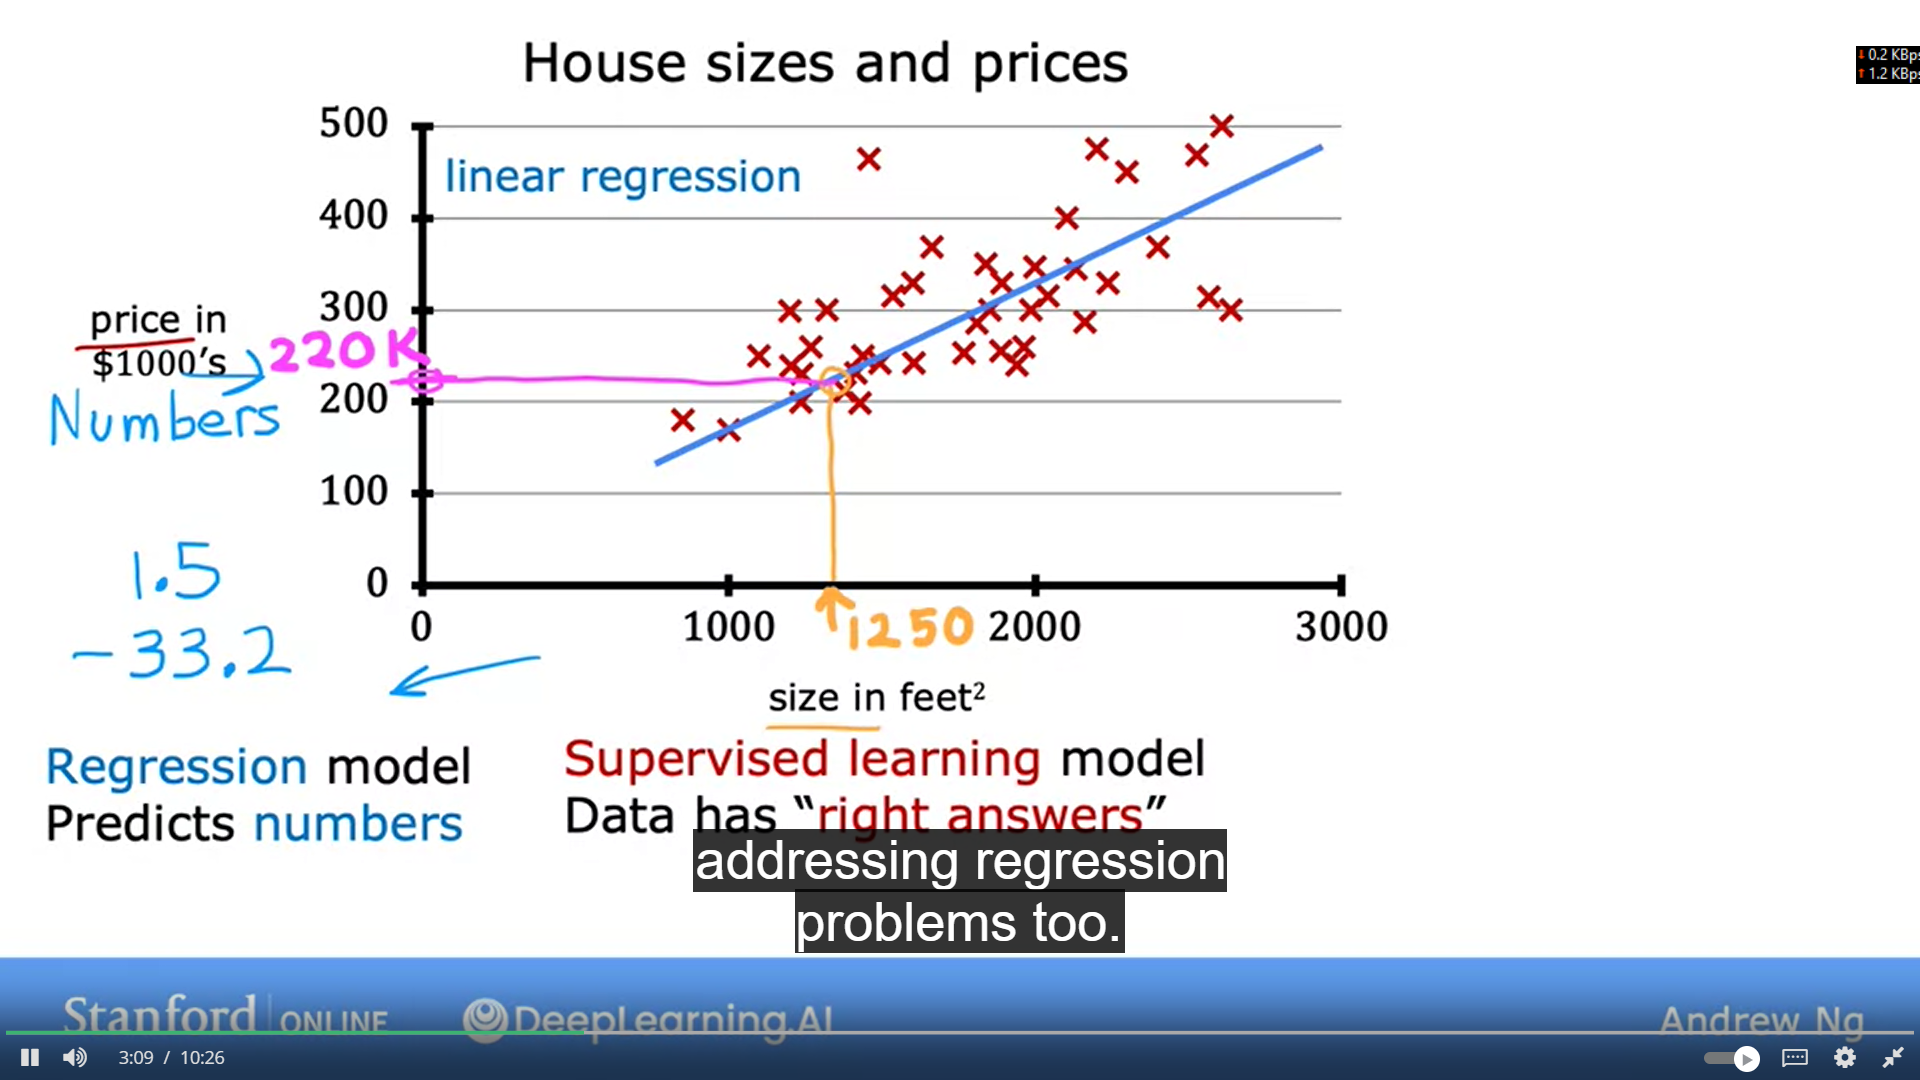 House sizes and prices
↓ 0.2 KBps
↑ 1.2 KBps
500
linear regression
400
300
price in
$1000's
220K
Numbers
200
100
0
0 1000 1250 2000 3000
1.5
-33.2
size in feet²
Regression model
Predicts numbers
Supervised learning model
Data has “right answers”
addressing regression
problems too.
Stanford ONLINE DeepLearning.AI Andrew Ng
3:09 / 10:26